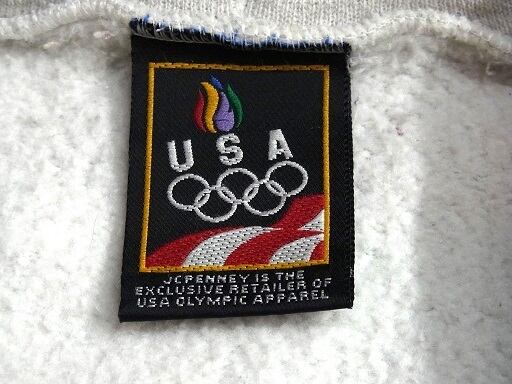 USA
JCPENNEY IS THE
EXCLUSIVE RETAILER OF
USA OLYMPIC APPAREL